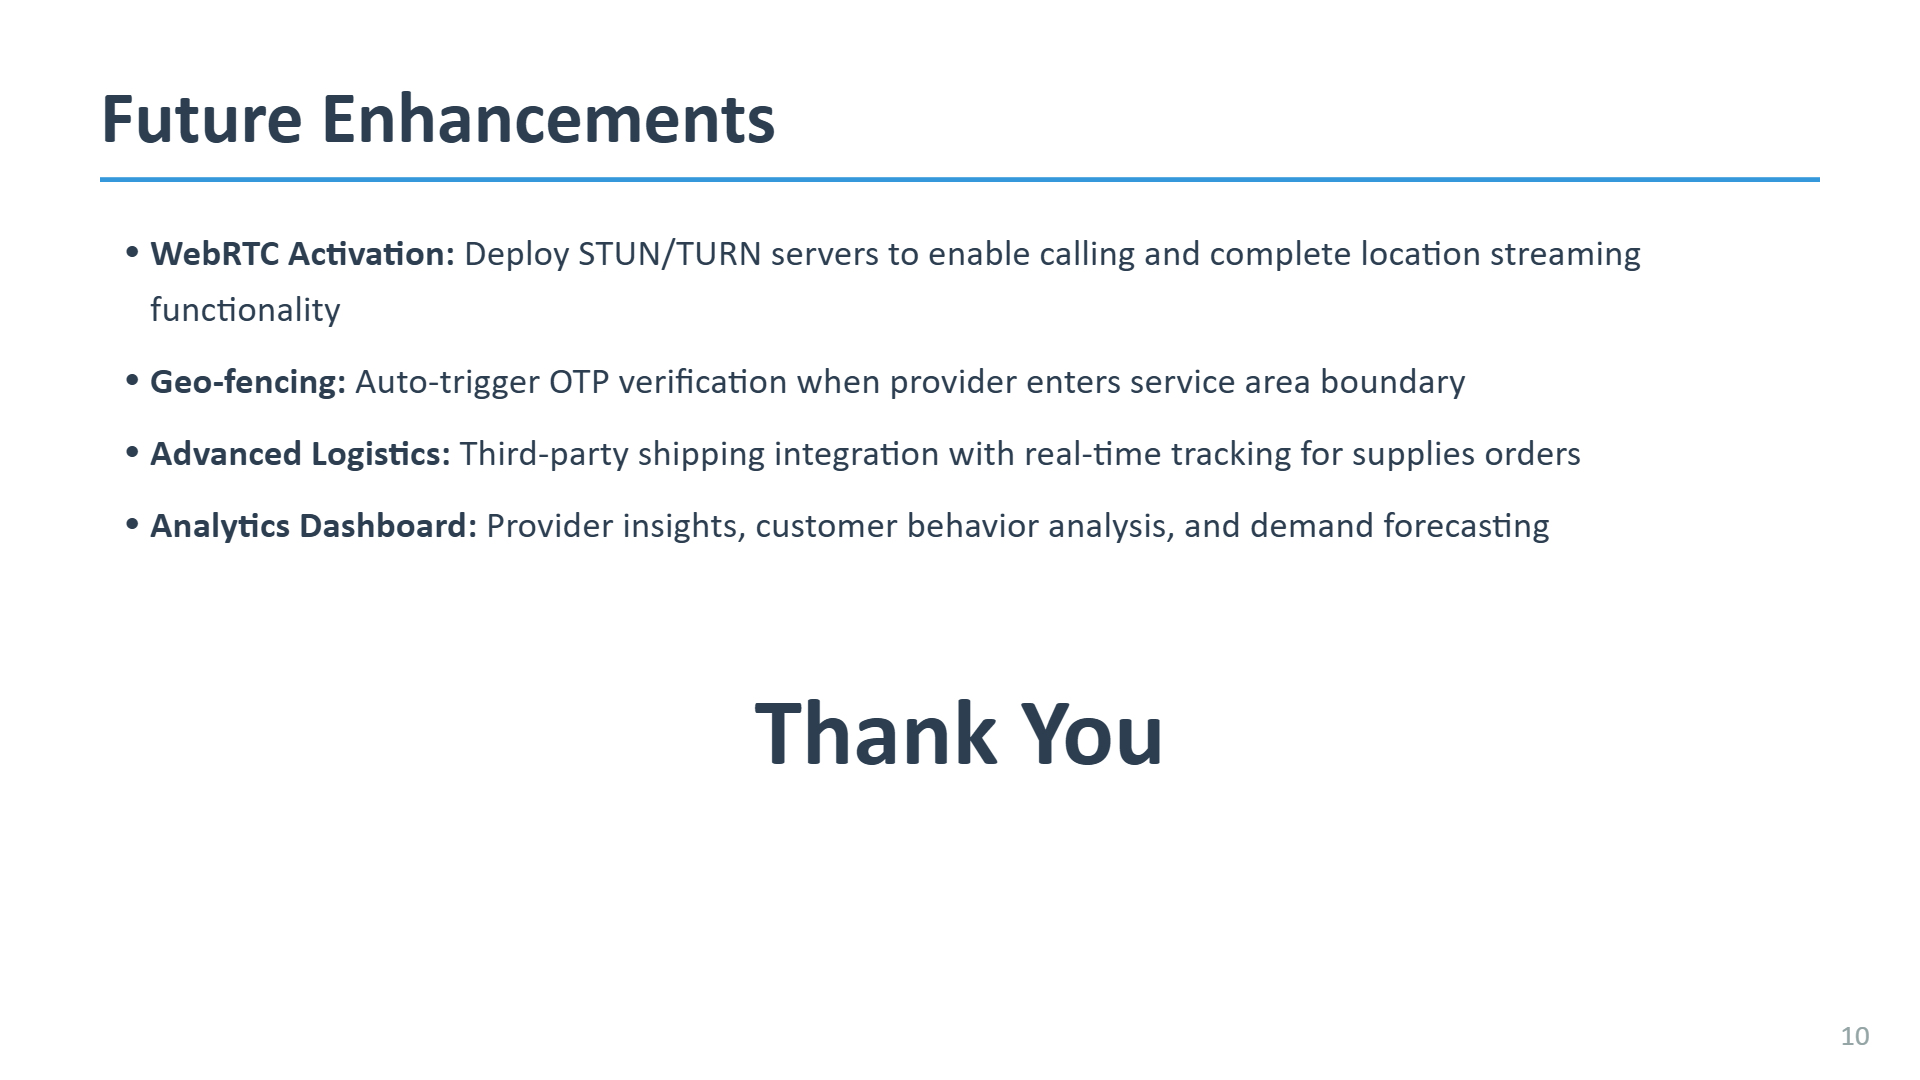 Future Enhancements
• WebRTC Activation: Deploy STUN/TURN servers to enable calling and complete location streaming
functionality
• Geo-fencing: Auto-trigger OTP verification when provider enters service area boundary
• Advanced Logistics: Third-party shipping integration with real-time tracking for supplies orders
• Analytics Dashboard: Provider insights, customer behavior analysis, and demand forecasting
Thank You
10